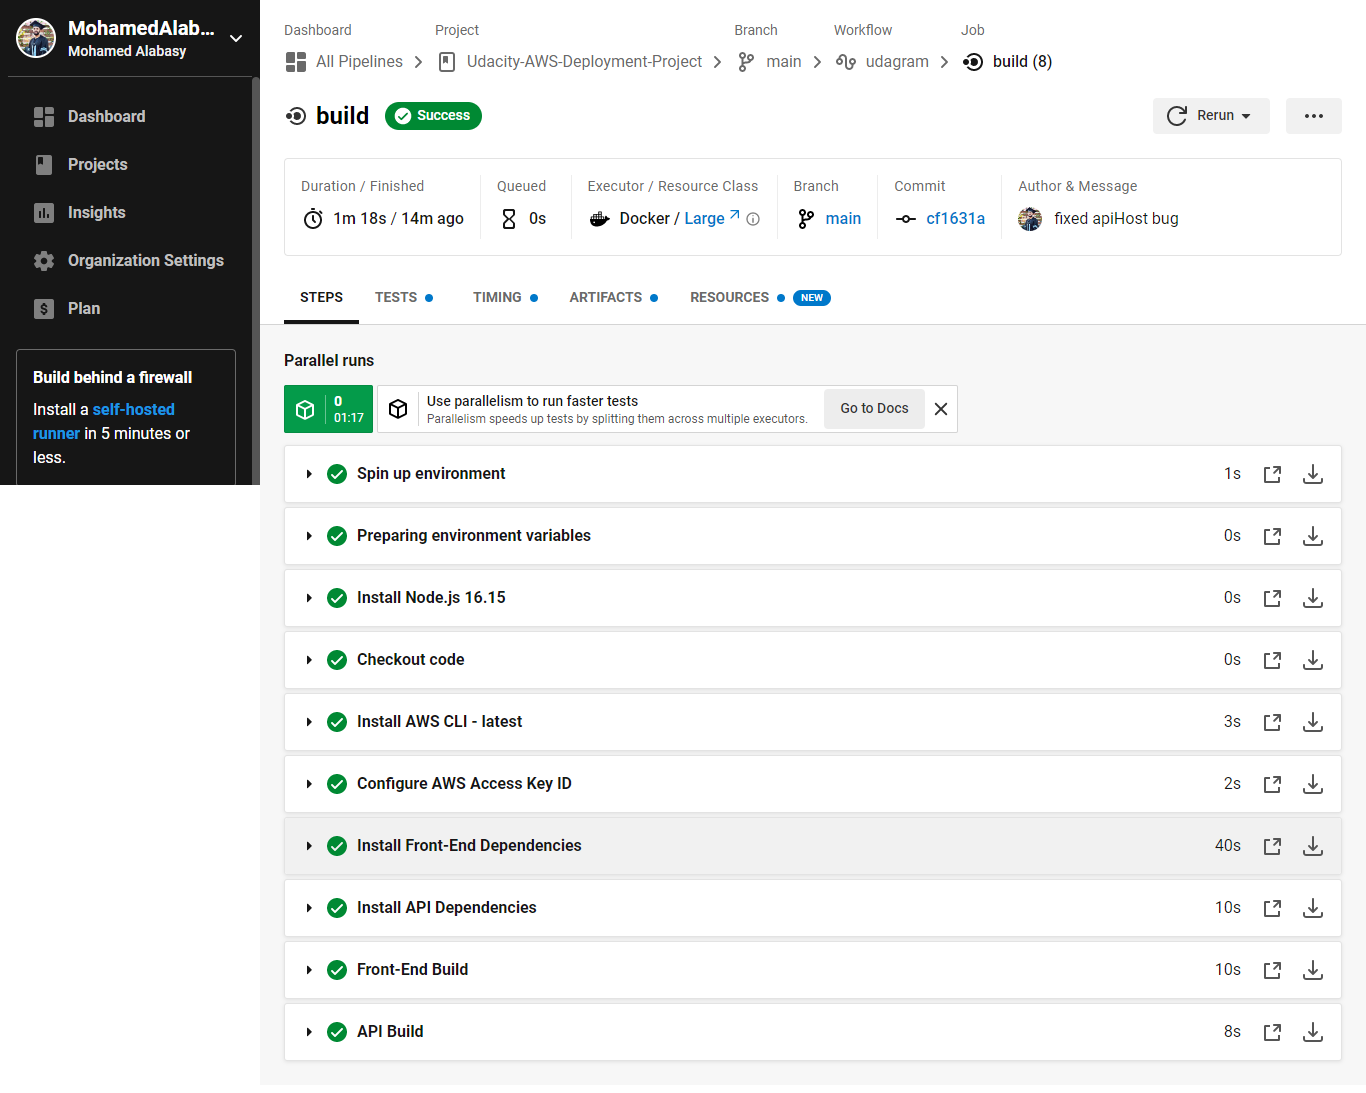 MohamedAlab...
Mohamed Alabasy
Dashboard
Projects
Insights
Organization Settings
Plan
Build behind a firewall
Install a self-hosted
runner in 5 minutes or
less.
Dashboard Project Branch Workflow Job
All Pipelines Udacity-AWS-Deployment-Project main udagram build (8)
build Success Rerun
Duration / Finished Queued Executor / Resource Class Branch Commit Author & Message
1m 18s / 14m ago 0s Docker / Large main cf1631a fixed apiHost bug
STEPS TESTS TIMING ARTIFACTS RESOURCES NEW
Parallel runs
0
01:17
Use parallelism to run faster tests
Parallelism speeds up tests by splitting them across multiple executors.
Go to Docs
Spin up environment 1s
Preparing environment variables 0s
Install Node.js 16.15 0s
Checkout code 0s
Install AWS CLI - latest 3s
Configure AWS Access Key ID 2s
Install Front-End Dependencies 40s
Install API Dependencies 10s
Front-End Build 10s
API Build 8s